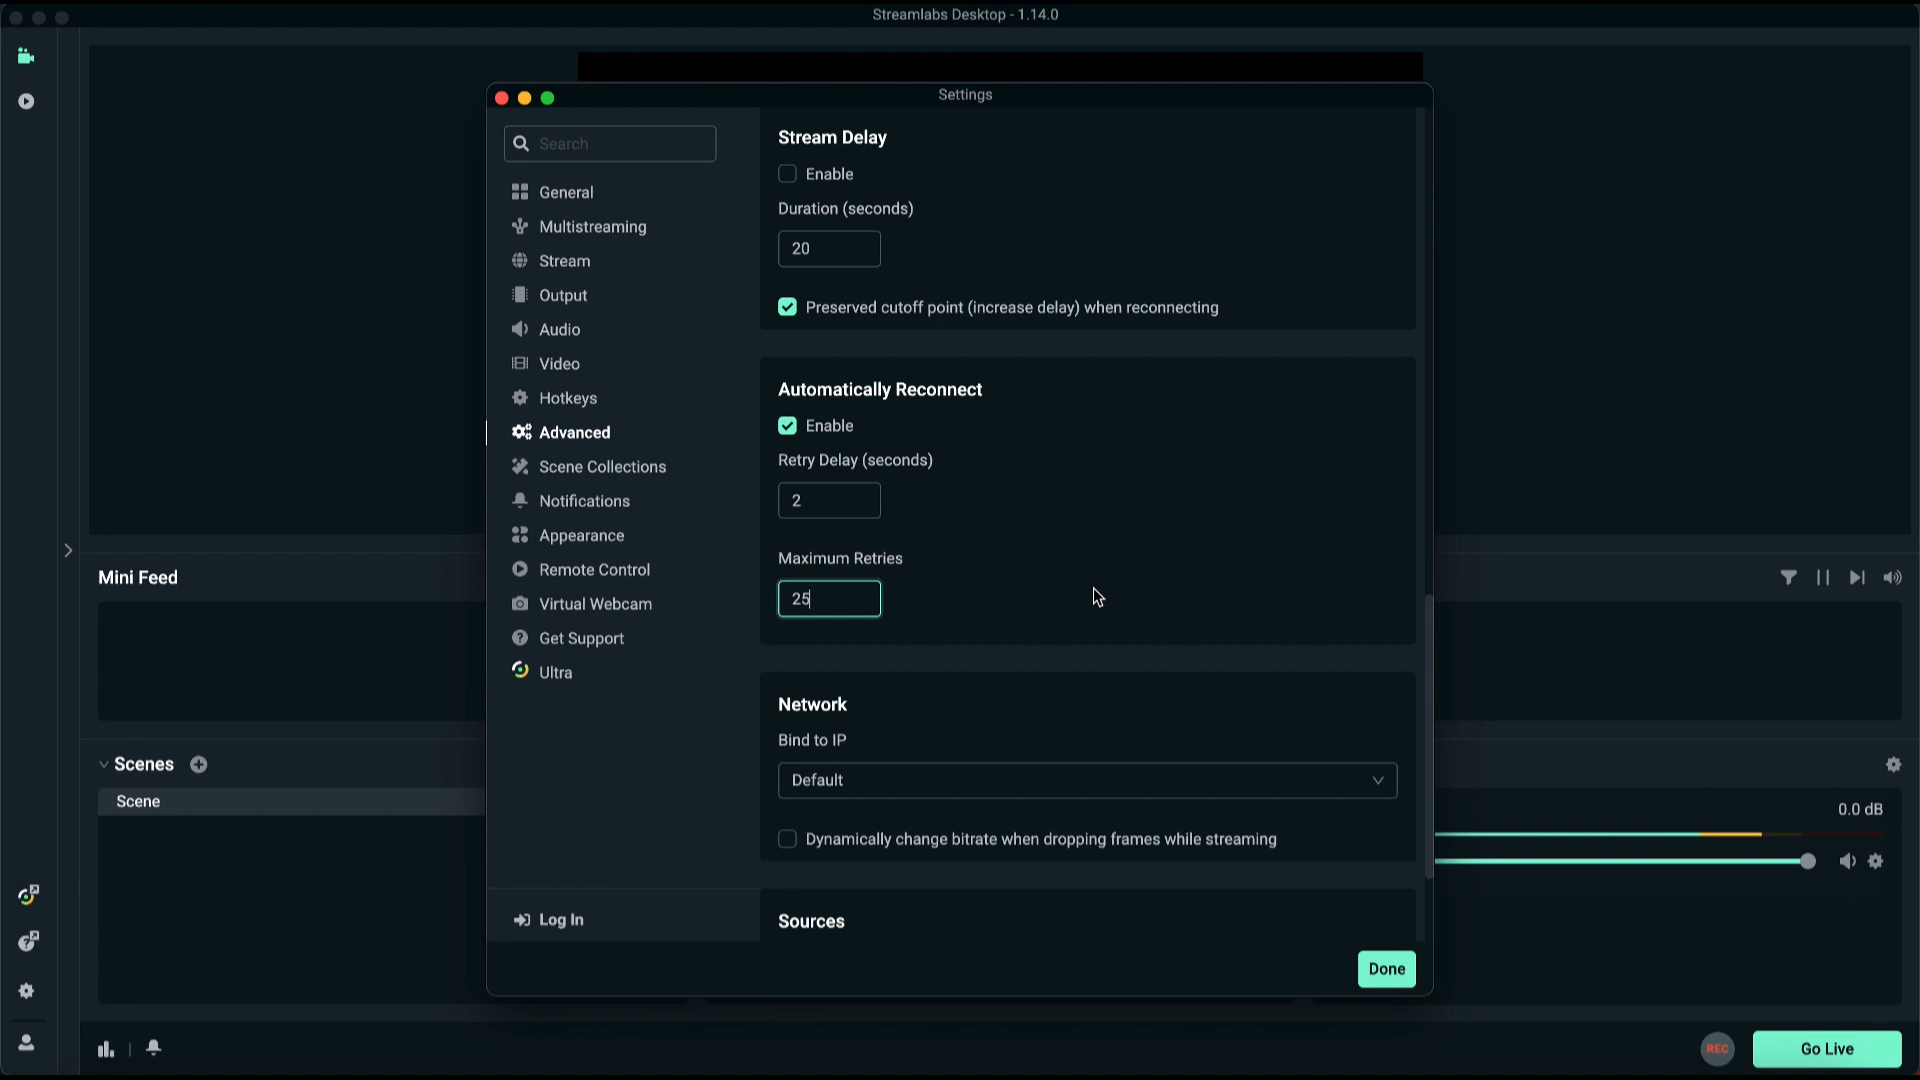 Streamlabs Desktop - 1.14.0
Settings
Search
General
Multistreaming
Stream
Output
Audio
Video
Hotkeys
Advanced
Scene Collections
Notifications
Appearance
Remote Control
Virtual Webcam
Get Support
Ultra
Log In
Stream Delay
Enable
Duration (seconds)
20
Preserved cutoff point (increase delay) when reconnecting
Automatically Reconnect
Enable
Retry Delay (seconds)
2
Maximum Retries
25
Network
Bind to IP
Default
Dynamically change bitrate when dropping frames while streaming
Sources
Done
Mini Feed
Scenes
Scene
0.0 dB
REC
Go Live